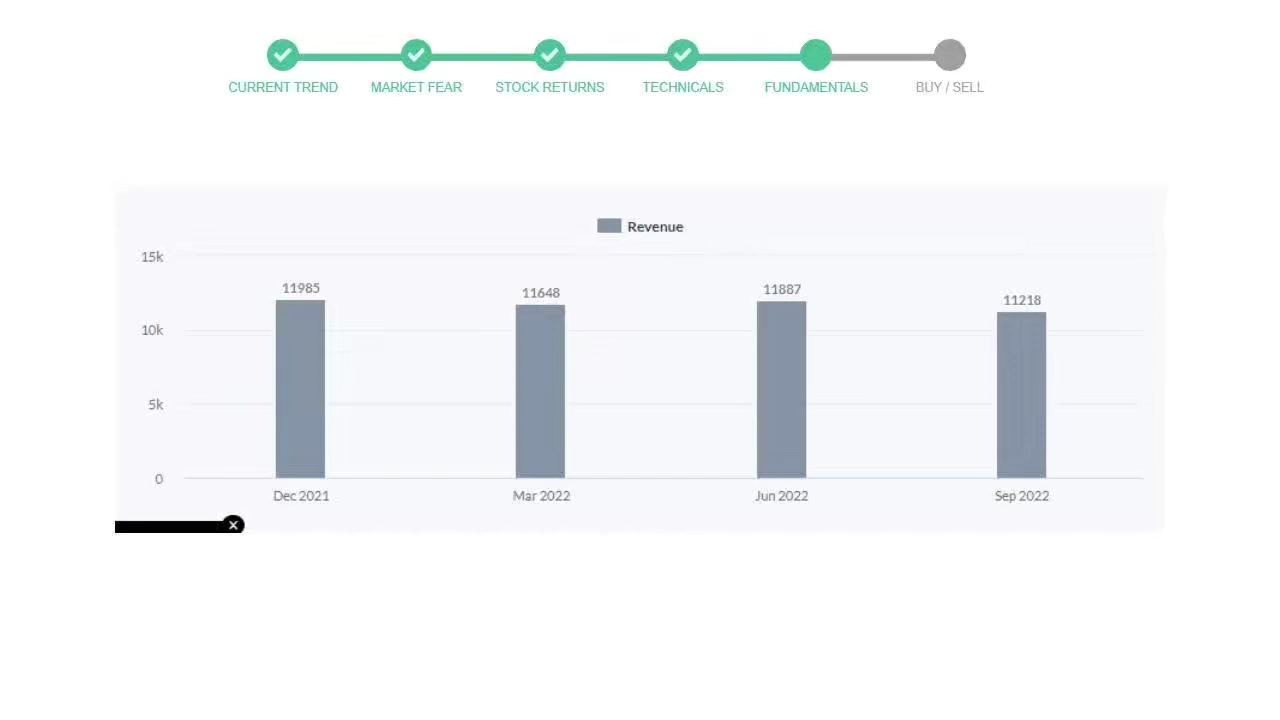 CURRENT TREND MARKET FEAR STOCK RETURNS TECHNICALS FUNDAMENTALS BUY / SELL
Revenue
15k
11985 11648 11887 11218
10k
5k
0
Dec 2021 Mar 2022 Jun 2022 Sep 2022